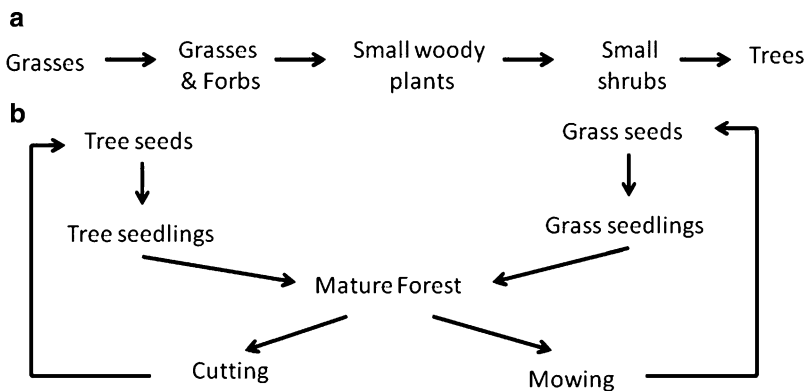 a
Grasses
Grasses
& Forbs
Small woody
plants
Small
shrubs
Trees
b
Tree seeds
Grass seeds
Tree seedlings
Grass seedlings
Mature Forest
Cutting
Mowing